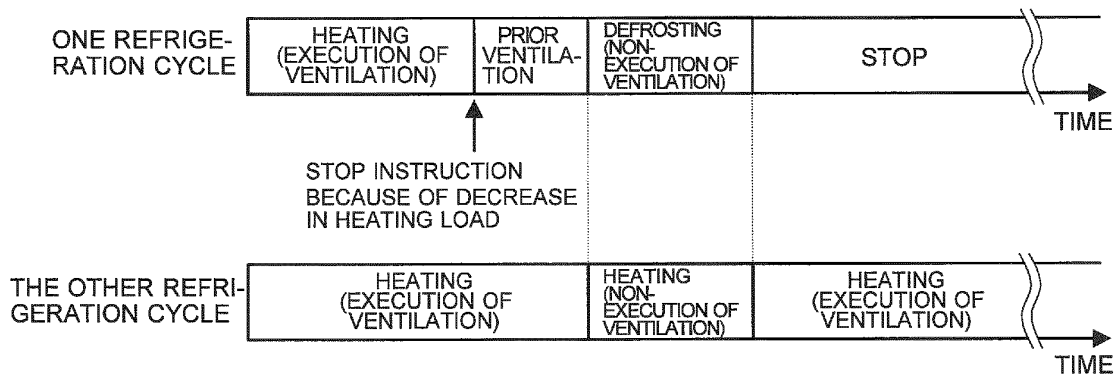 ONE REFRIGE-
RATION CYCLE
HEATING
(EXECUTION OF
VENTILATION)
PRIOR
VENTILA-
TION
DEFROSTING
(NON-
EXECUTION OF
VENTILATION)
STOP
TIME
STOP INSTRUCTION
BECAUSE OF DECREASE
IN HEATING LOAD
THE OTHER REFRI-
GERATION CYCLE
HEATING
(EXECUTION OF
VENTILATION)
HEATING
(NON-
EXECUTION OF
VENTILATION)
HEATING
(EXECUTION OF
VENTILATION)
TIME